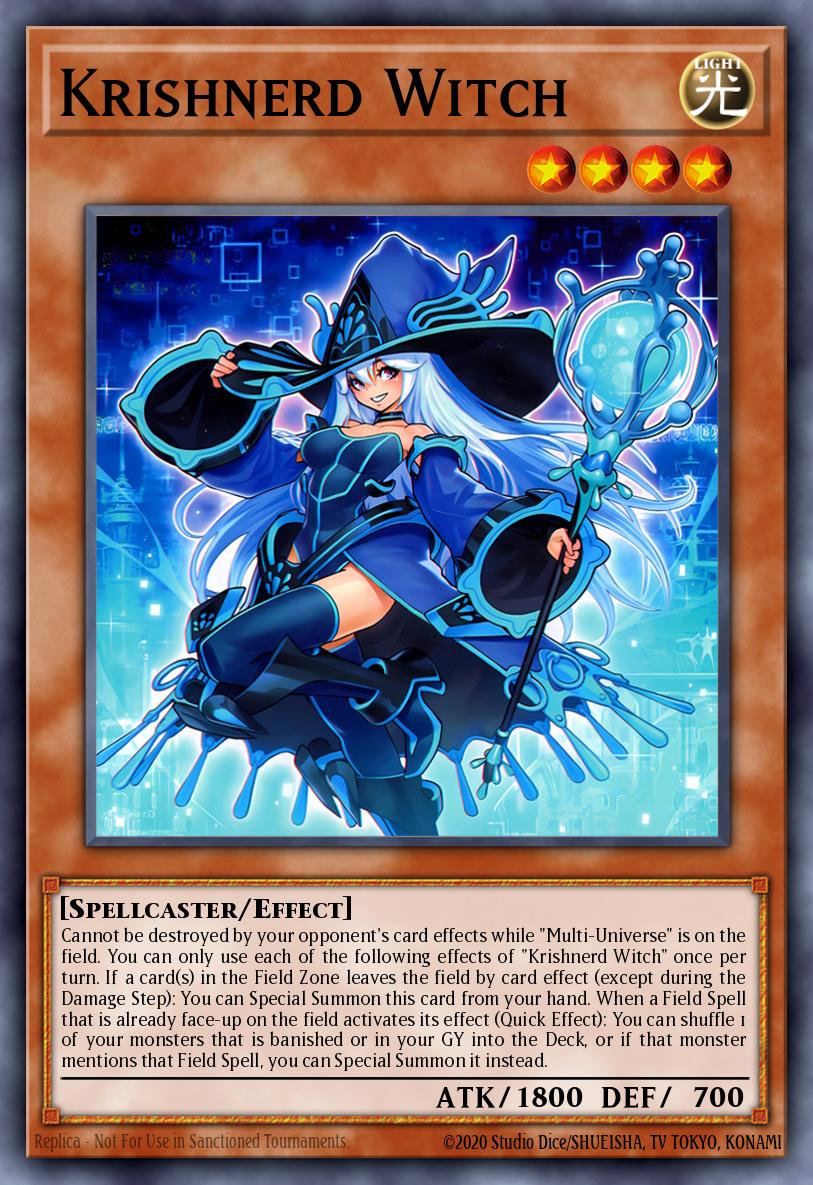 Krishnerd Witch
LIGHT
光
[Spellcaster/Effect]
Cannot be destroyed by your opponent's card effects while "Multi-Universe" is on the
field. You can only use each of the following effects of "Krishnerd Witch" once per
turn. If a card(s) in the Field Zone leaves the field by card effect (except during the
Damage Step): You can Special Summon this card from your hand. When a Field Spell
that is already face-up on the field activates its effect (Quick Effect): You can shuffle 1
of your monsters that is banished or in your GY into the Deck, or if that monster
mentions that Field Spell, you can Special Summon it instead.
ATK/1800 DEF/ 700
Replica - Not For Use in Sanctioned Tournaments.
©2020 Studio Dice/SHUEISHA, TV TOKYO, KONAMI